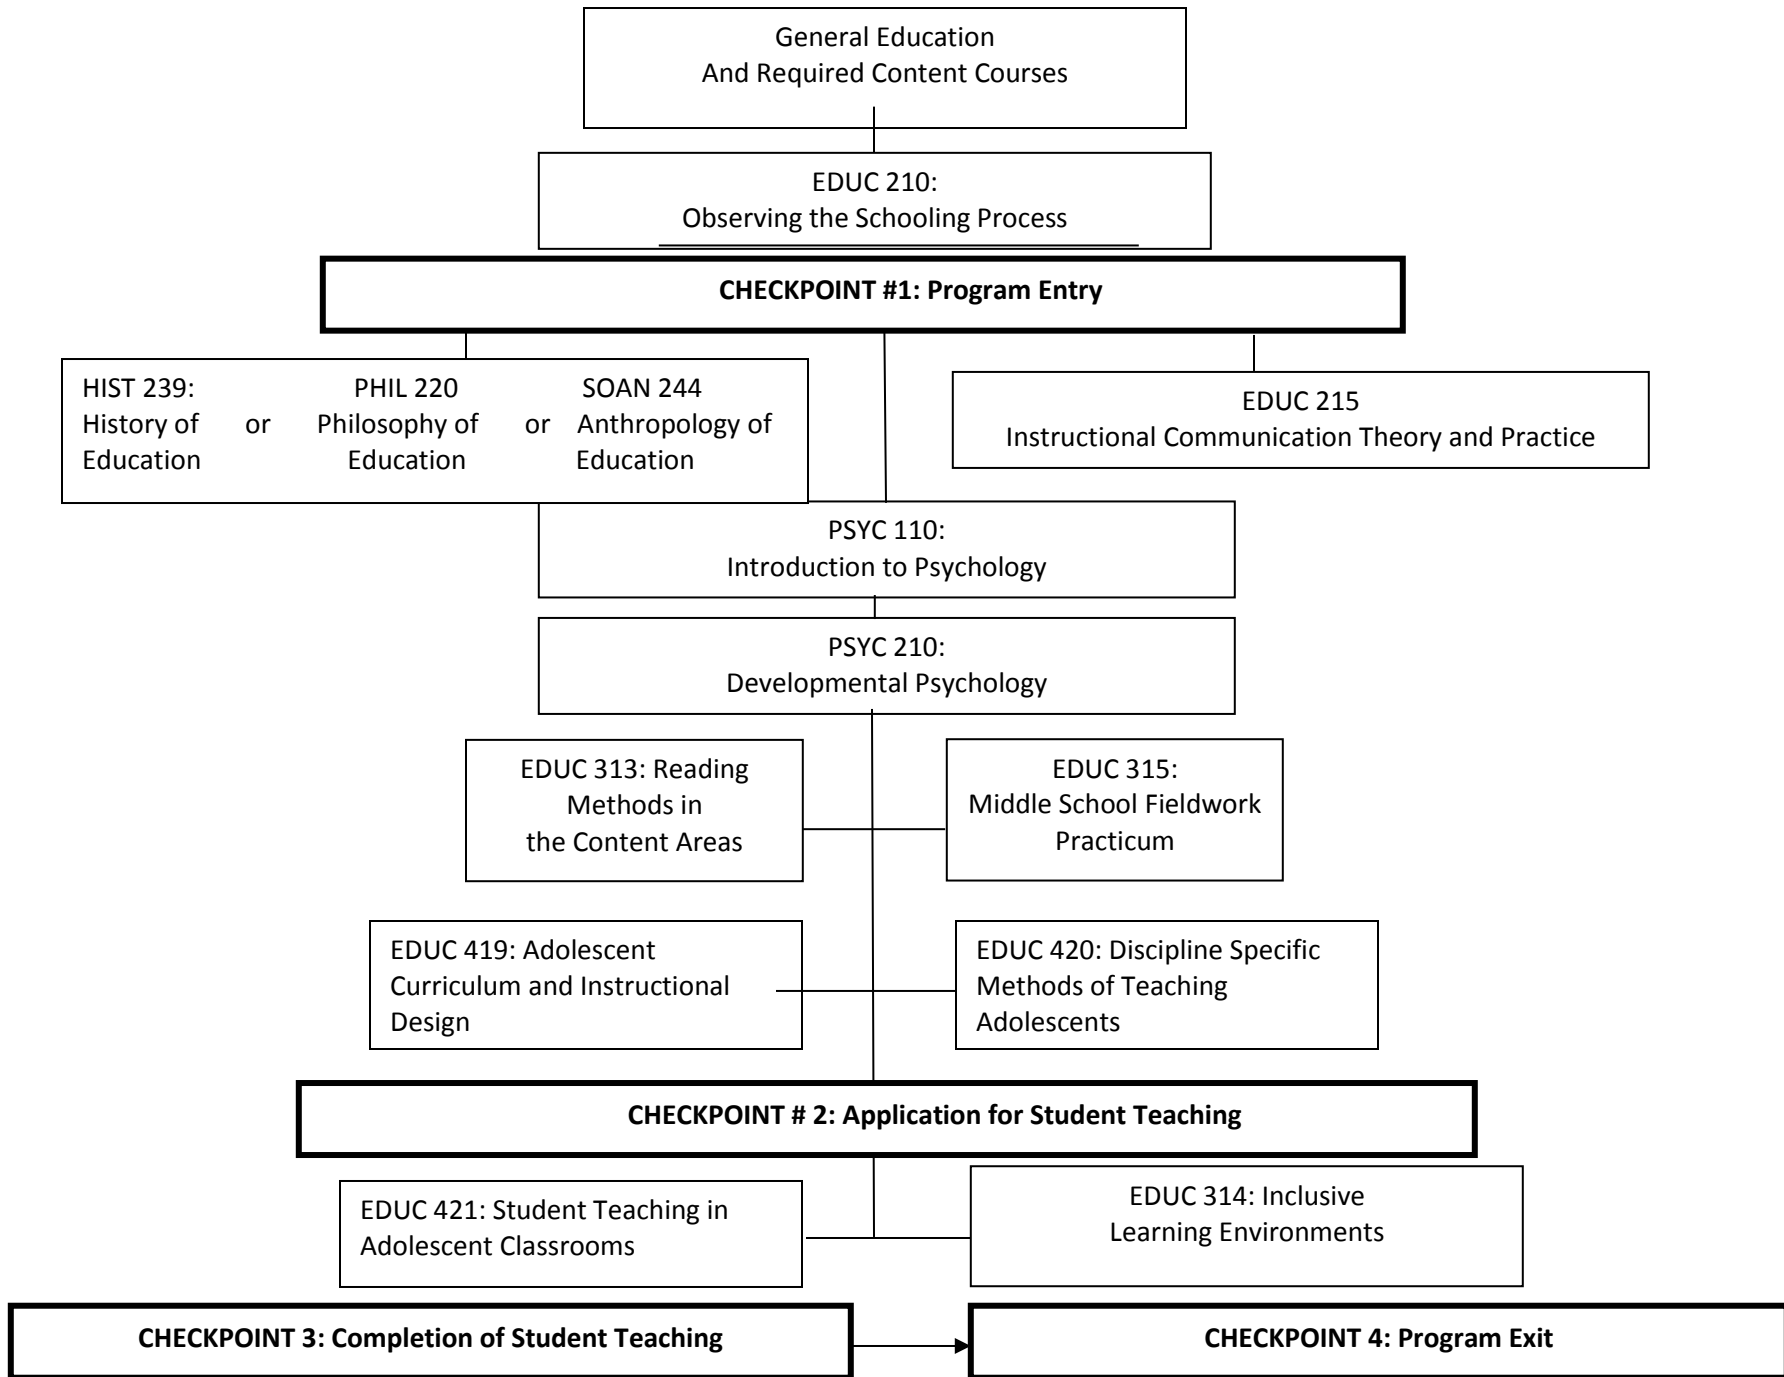 General Education
And Required Content Courses
EDUC 210:
Observing the Schooling Process
CHECKPOINT #1: Program Entry
HIST 239: PHIL 220 SOAN 244
History of or Philosophy of or Anthropology of
Education Education Education
EDUC 215
Instructional Communication Theory and Practice
PSYC 110:
Introduction to Psychology
PSYC 210:
Developmental Psychology
EDUC 313: Reading
Methods in
the Content Areas
EDUC 315:
Middle School Fieldwork
Practicum
EDUC 419: Adolescent
Curriculum and Instructional
Design
EDUC 420: Discipline Specific
Methods of Teaching
Adolescents
CHECKPOINT # 2: Application for Student Teaching
EDUC 421: Student Teaching in
Adolescent Classrooms
EDUC 314: Inclusive
Learning Environments
CHECKPOINT 3: Completion of Student Teaching
CHECKPOINT 4: Program Exit